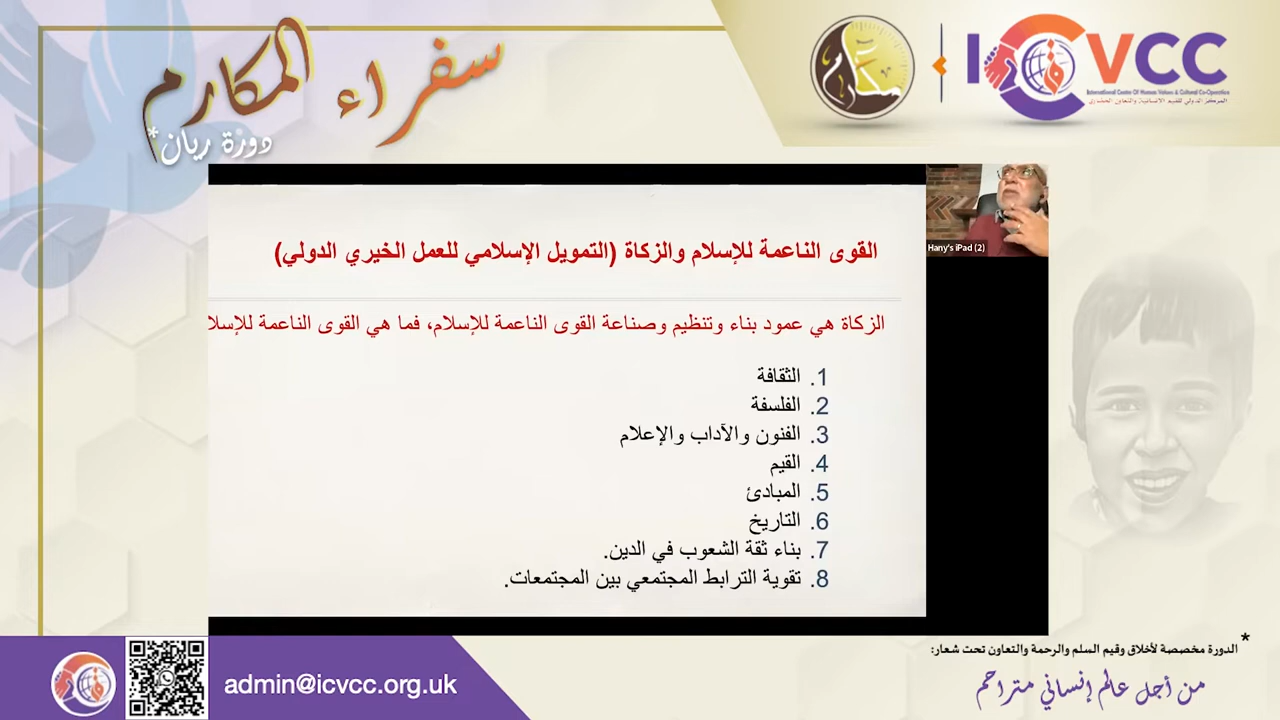 سفراء المكارم
دورة ريان*
مكارم
ICVCC
International Center Of Human Values & Cultural Co-Operation
المركز الدولي للقيم الإنسانية والتعاون الحضاري
Hany's iPad (2)
القوى الناعمة للإسلام والزكاة (التمويل الإسلامي للعمل الخيري الدولي)
الزكاة هي عمود بناء وتنظيم وصناعة القوى الناعمة للإسلام، فما هي القوى الناعمة للإسلا
1. الثقافة
2. الفلسفة
3. الفنون والآداب والإعلام
4. القيم
5. المبادئ
6. التاريخ
7. بناء ثقة الشعوب في الدين.
8. تقوية الترابط المجتمعي بين المجتمعات.
admin@icvcc.org.uk
* الدورة مخصصة لأخلاق وقيم السلم والرحمة والتعاون تحت شعار:
من أجل عالم إنساني متراحم